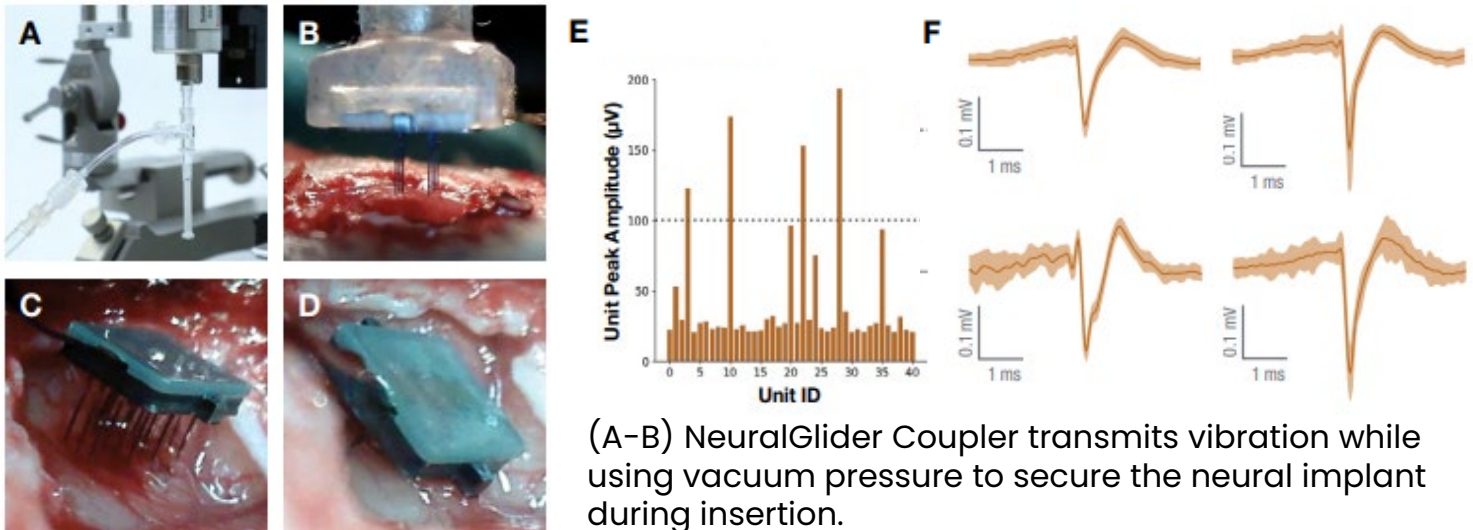 A
B
C
D
E
Unit Peak Amplitude (µV)
200
150
100
50
0
0 5 10 15 20 25 30 35 40
Unit ID
F
0.1 mV
1 ms
0.1 mV
1 ms
0.1 mV
1 ms
0.1 mV
1 ms
(A-B) NeuralGlider Coupler transmits vibration while
using vacuum pressure to secure the neural implant
during insertion.